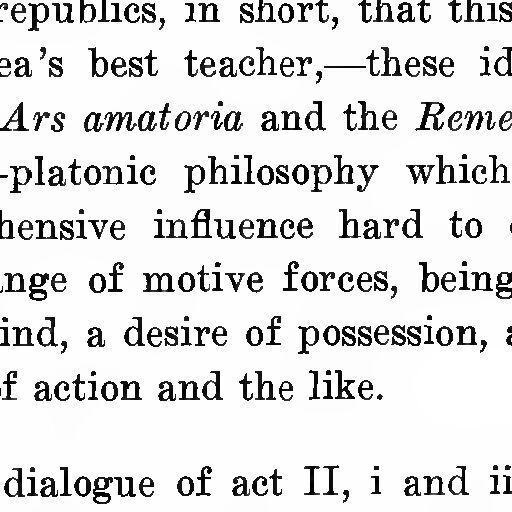 republics, in short, that this
ea's best teacher,—these id
Ars amatoria and the Reme
-platonic philosophy which
hensive influence hard to
nge of motive forces, being
ind, a desire of possession, a
of action and the like.
dialogue of act II, i and ii